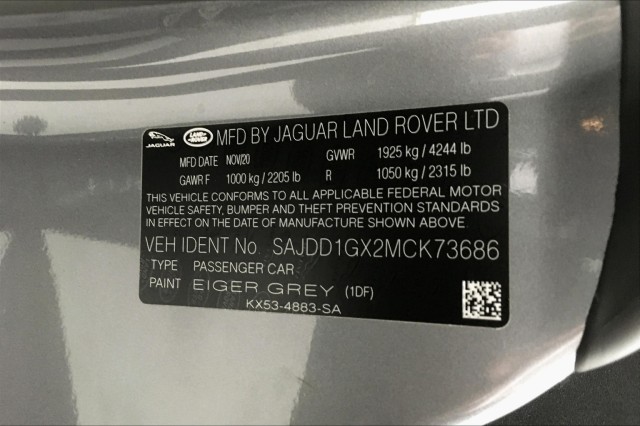 JAGUAR LAND ROVER MFD BY JAGUAR LAND ROVER LTD
MFD DATE NOV/20 GVWR 1925 kg / 4244 lb
GAWR F 1000 kg / 2205 lb R 1050 kg / 2315 lb
THIS VEHICLE CONFORMS TO ALL APPLICABLE FEDERAL MOTOR
VEHICLE SAFETY, BUMPER AND THEFT PREVENTION STANDARDS
IN EFFECT ON THE DATE OF MANUFACTURE SHOWN ABOVE.
VEH IDENT No SAJDD1GX2MCK73686
TYPE PASSENGER CAR
PAINT EIGER GREY (1DF)
KX53-4883-SA